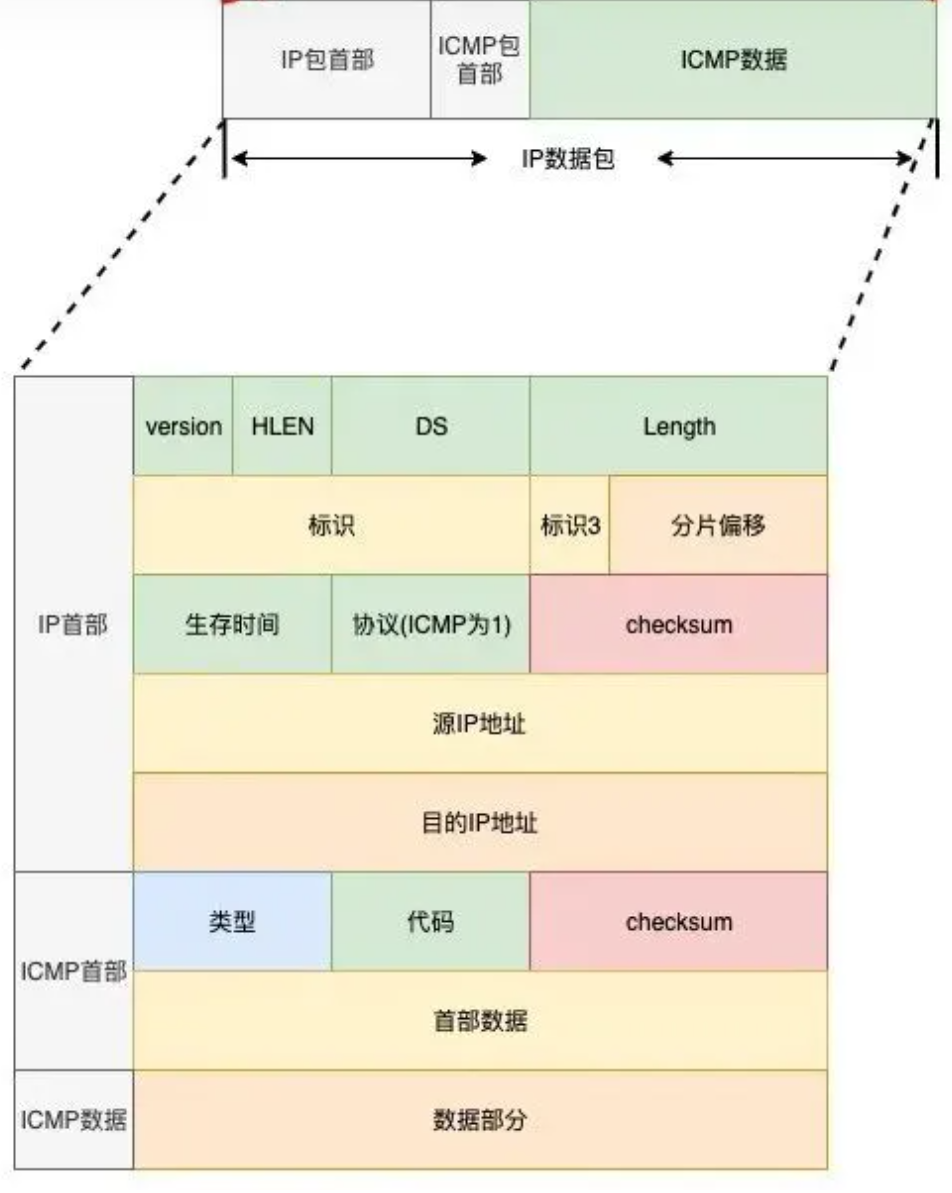 IP包首部
ICMP包
首部
ICMP数据
IP数据包
IP首部
version
HLEN
DS
Length
标识
标识3
分片偏移
生存时间
协议(ICMP为1)
checksum
源IP地址
目的IP地址
ICMP首部
类型
代码
checksum
首部数据
ICMP数据
数据部分